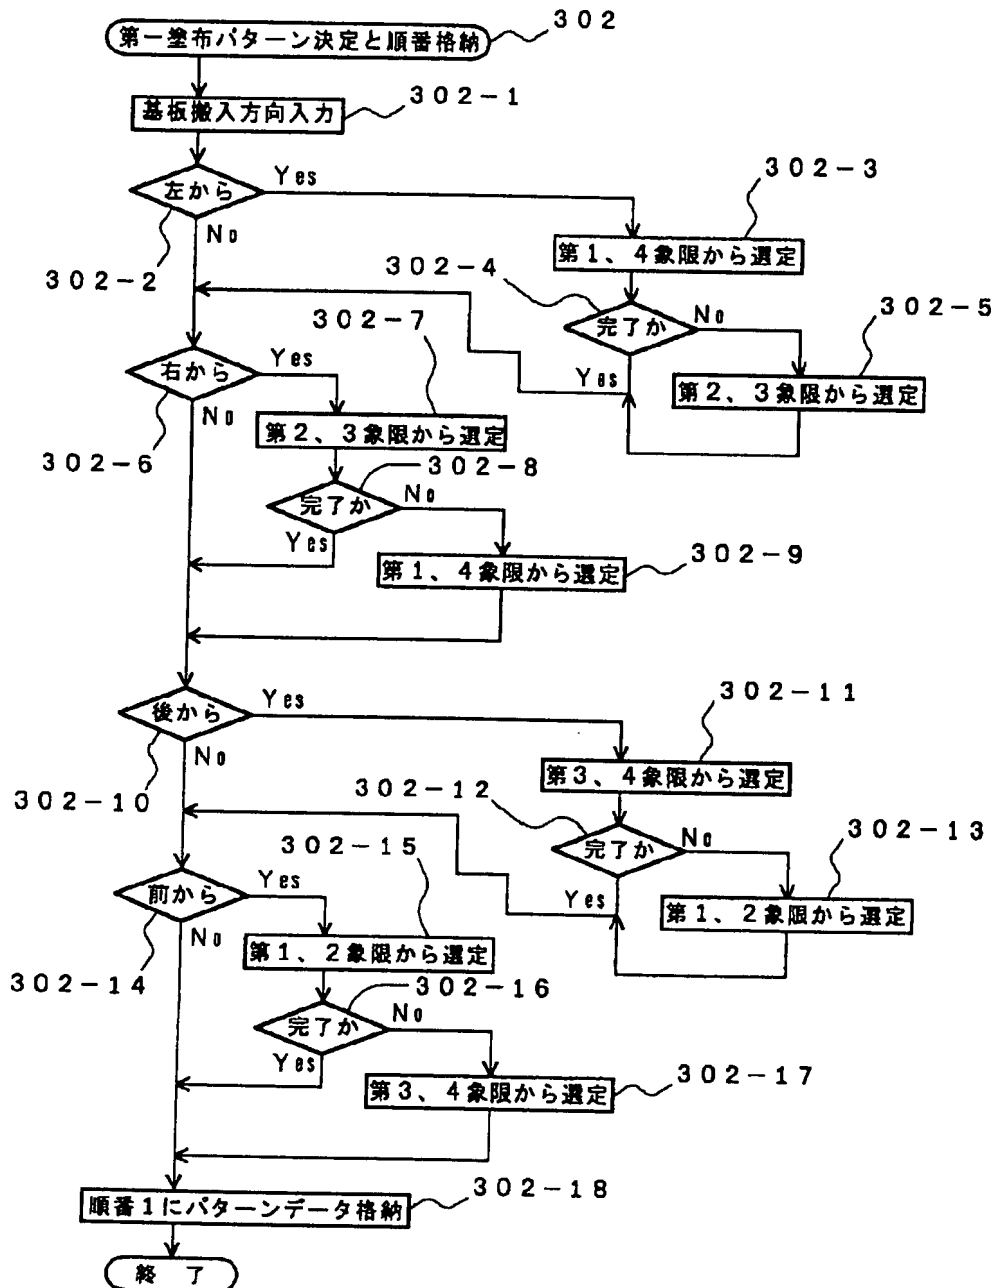 302
第一塗布パターン決定と順番格納
302-1
基板搬入方向入力
左から
Yes
No
302-2
302-3
第1、4象限から選定
302-4
完了か
No
Yes
302-5
第2、3象限から選定
右から
Yes
No
302-6
302-7
第2、3象限から選定
302-8
完了か
No
Yes
302-9
第1、4象限から選定
後から
Yes
No
302-10
302-11
第3、4象限から選定
302-12
完了か
No
Yes
302-13
第1、2象限から選定
前から
Yes
No
302-14
302-15
第1、2象限から選定
302-16
完了か
No
Yes
302-17
第3、4象限から選定
302-18
順番1にパターンデータ格納
終 了